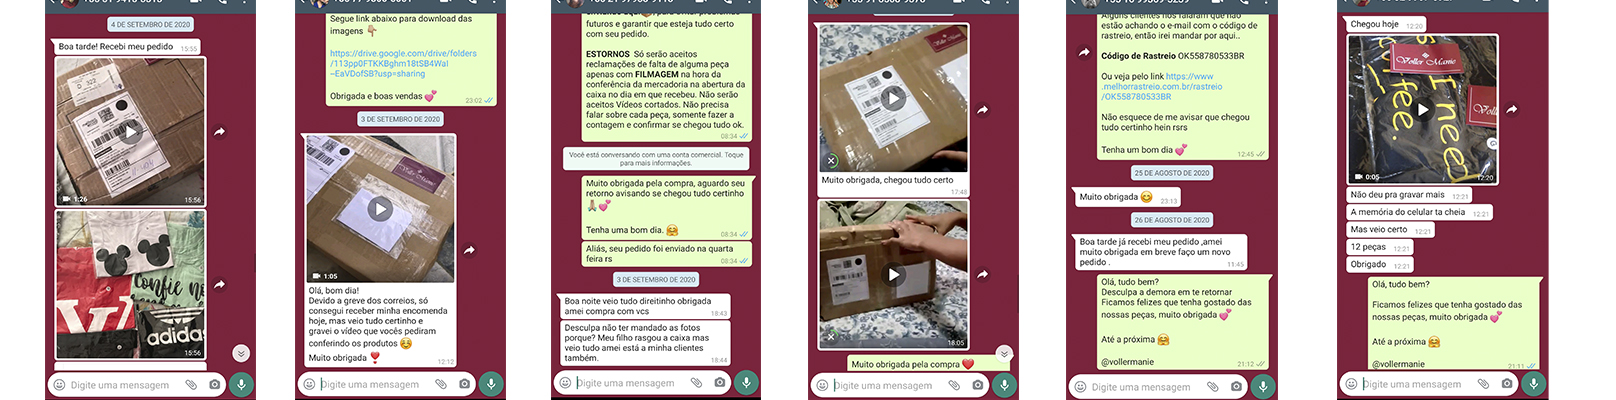 4 DE SETEMBRO DE 2020
Boa tarde! Recebi meu pedido
15:55
1:26
15:56
adidas
15:56
Digite uma mensagem
Segue link abaixo para download das
imagens 👇🏻
https://drive.google.com/drive/folders
/113pp0FTKKBghm18tSB4Wal
–EaVDofSB?usp=sharing
Obrigada e boas vendas 💕
23:02
3 DE SETEMBRO DE 2020
1:05
Olá, bom dia!
Devido a greve dos correios, só
consegui receber minha encomenda
hoje, mas veio tudo certinho e
gravei o vídeo que vocês pediram
conferindo os produtos ☺️
Muito obrigada ❣️
12:12
Digite uma mensagem
futuros e garantir que esteja tudo certo
com seu pedido.
ESTORNOS Só serão aceitos
reclamações de falta de alguma peça
apenas com FILMAGEM na hora da
conferência da mercadoria na abertura da
caixa no dia em que recebeu. Não serão
aceitos Vídeos cortados. Não precisa
falar sobre cada peça, somente fazer a
contagem e confirmar se chegou tudo ok.
08:34
Você está conversando com uma conta comercial. Toque
para mais informações.
Muito obrigada pela compra, aguardo seu
retorno avisando se chegou tudo certinho
🙏🏼💕
Tenha uma bom dia. 🤗
08:34
Aliás, seu pedido foi enviado na quarta
feira rs
08:34
3 DE SETEMBRO DE 2020
Boa noite veio tudo direitinho obrigada
amei compra com vcs
18:43
Desculpa não ter mandado as fotos
porque? Meu filho rasgou a caixa mas
veio tudo amei está a minha clientes
também.
18:44
Digite uma mensagem
Voller Manie
Muito obrigada, chegou tudo certo
17:48
18:05
Muito obrigada pela compra ❤️
Digite uma mensagem
Alguns clientes nos falaram que não
estão achando o e-mail com o código de
rastreio, então irei mandar por aqui..
Código de Rastreio OK558780533BR
Ou veja pelo link https://www
.melhorrastreio.com.br/rastreio
/OK558780533BR
Não esquece de me avisar que chegou
tudo certinho hein rsrs
Tenha um bom dia 💕
12:45
25 DE AGOSTO DE 2020
Muito obrigada 😊
23:13
26 DE AGOSTO DE 2020
Boa tarde já recebi meu pedido ,amei
muito obrigada em breve faço um novo
pedido .
11:45
Olá, tudo bem?
Desculpa a demora em te retornar
Ficamos felizes que tenha gostado das
nossas peças, muito obrigada 💕
Até a próxima 🤗
@vollermanie
21:12
Digite uma mensagem
Chegou hoje
12:20
Voller Manie
I need
0:05
12:20
Não deu pra gravar mais
12:21
A memória do celular ta cheia
12:21
Mas veio certo
12:21
12 peças
12:21
Obrigado
12:21
Olá, tudo bem?
Ficamos felizes que tenha gostado das
nossas peças, muito obrigada 💕
Até a próxima 🤗
@vollermanie
21:11
Digite uma mensagem